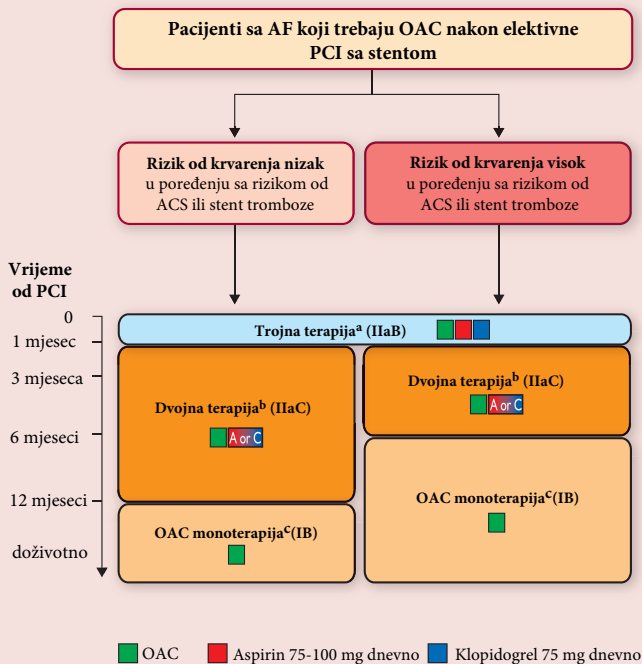 Pacijenti sa AF koji trebaju OAC nakon elektivne
PCI sa stentom
Rizik od krvarenja nizak
u poređenju sa rizikom od
ACS ili stent tromboze
Rizik od krvarenja visok
u poređenju sa rizikom od
ACS ili stent tromboze
Vrijeme
od PCI
0
1 mjesec
3 mjeseca
6 mjeseci
12 mjeseci
doživotno
Trojna terapijaᵃ (IIaB)
Dvojna terapijaᵇ (IIaC)
A or C
Dvojna terapijaᵇ (IIaC)
A or C
OAC monoterapijaᶜ(IB)
OAC monoterapijaᶜ(IB)
OAC
Aspirin 75-100 mg dnevno
Klopidogrel 75 mg dnevno